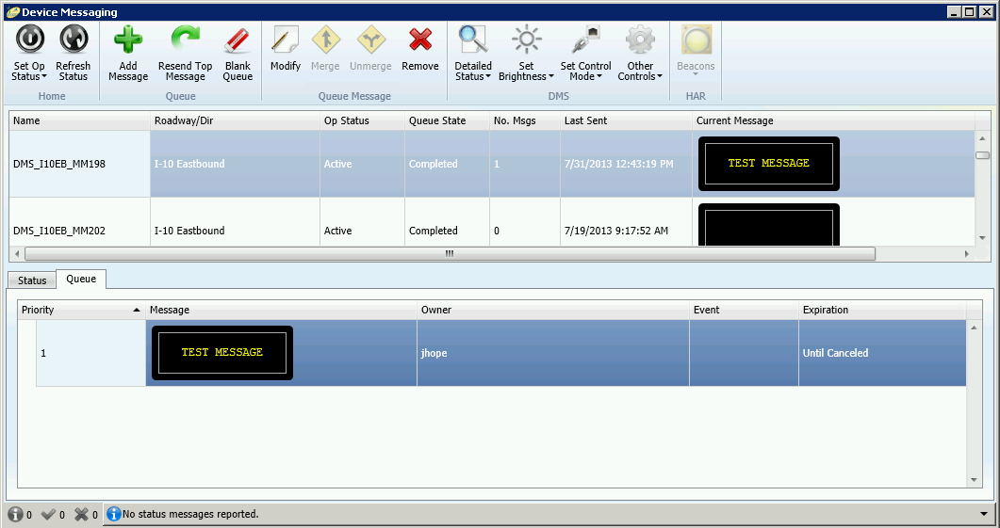 Device Messaging
Set Op Status
Refresh Status
Add Message
Resend Top Message
Blank Queue
Modify
Merge
Unmerge
Remove
Detailed Status
Set Brightness
Set Control Mode
Other Controls
Beacons
Home
Queue
Queue Message
DMS
HAR
Name Roadway/Dir Op Status Queue State No. Msgs Last Sent Current Message
DMS_I10EB_MM198 I-10 Eastbound Active Completed 1 7/31/2013 12:43:19 PM TEST MESSAGE
DMS_I10EB_MM202 I-10 Eastbound Active Completed 0 7/19/2013 9:17:52 AM
Status Queue
Priority Message Owner Event Expiration
1 TEST MESSAGE jhope Until Canceled
0 0 0 No status messages reported.